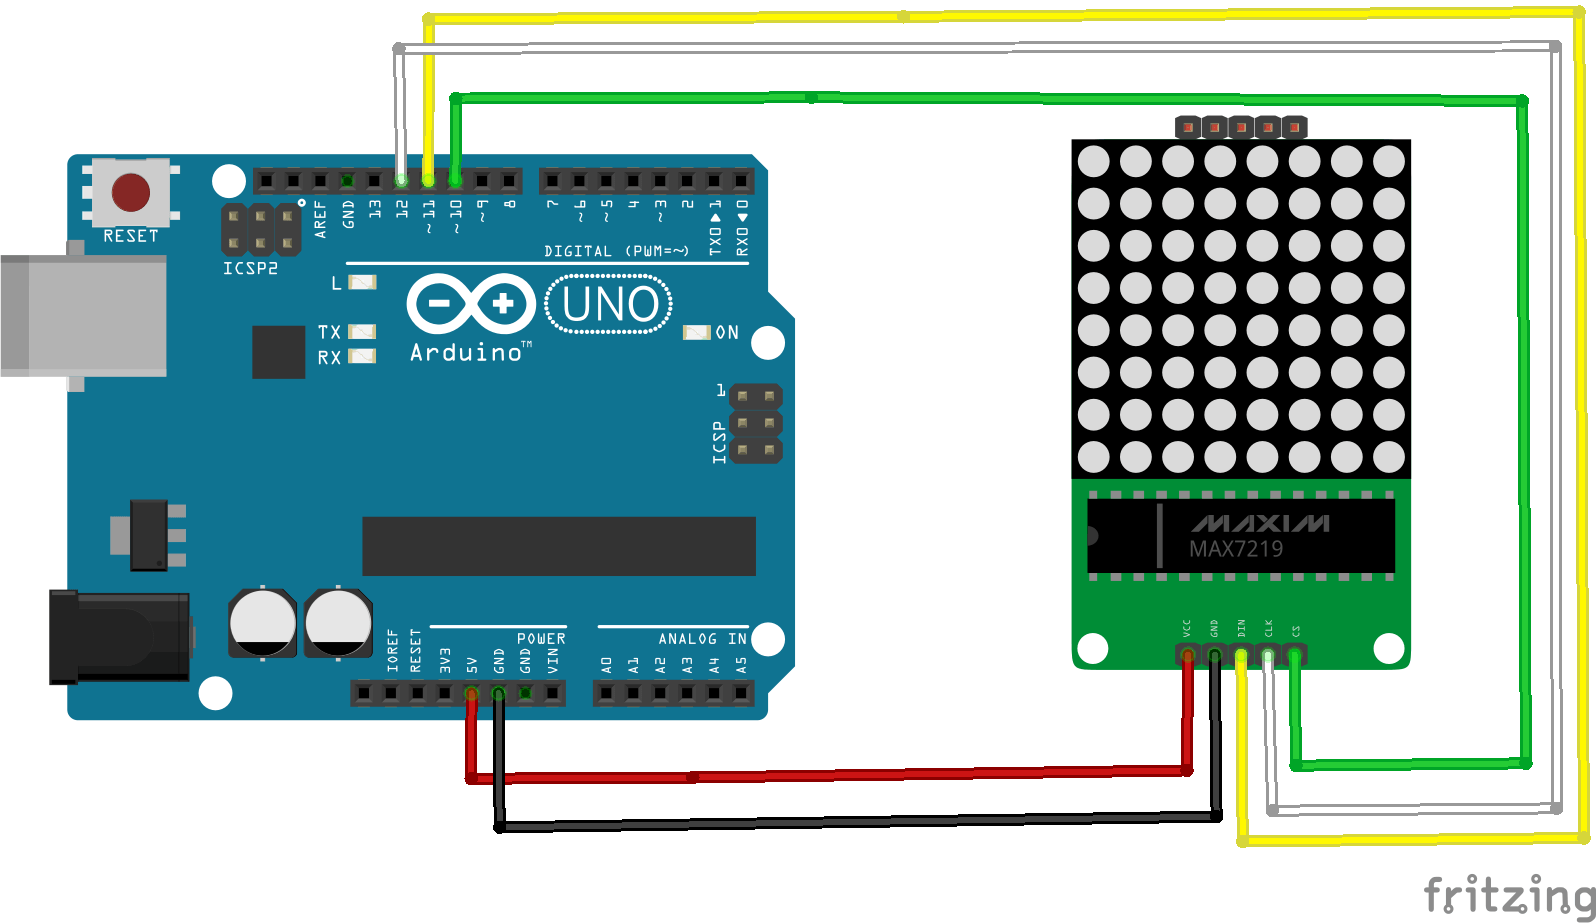 RESET
ICSP2
AREF
GND
13
12
~11
~10
~9
8
7
~6
~5
4
~3
2
TX0▶1
RX0◀0
DIGITAL (PWM=~)
L
TX
RX
UNO
Arduino™
ON
1
ICSP
IOREF
RESET
3V3
5V
GND
GND
VIN
POWER
ANALOG IN
A0
A1
A2
A3
A4
A5
MAXIM
MAX7219
VCC
GND
DIN
CLK
CS
fritzing